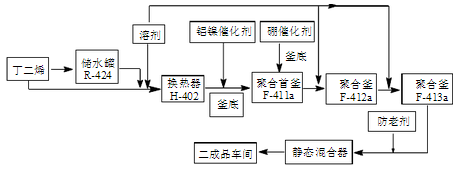 溶剂
铝镍催化剂
硼催化剂
丁二烯
储水罐
R-424
釜底
换热器
H-402
釜底
聚合首釜
F-411a
聚合釜
F-412a
聚合釜
F-413a
防老剂
二成品车间
静态混合器